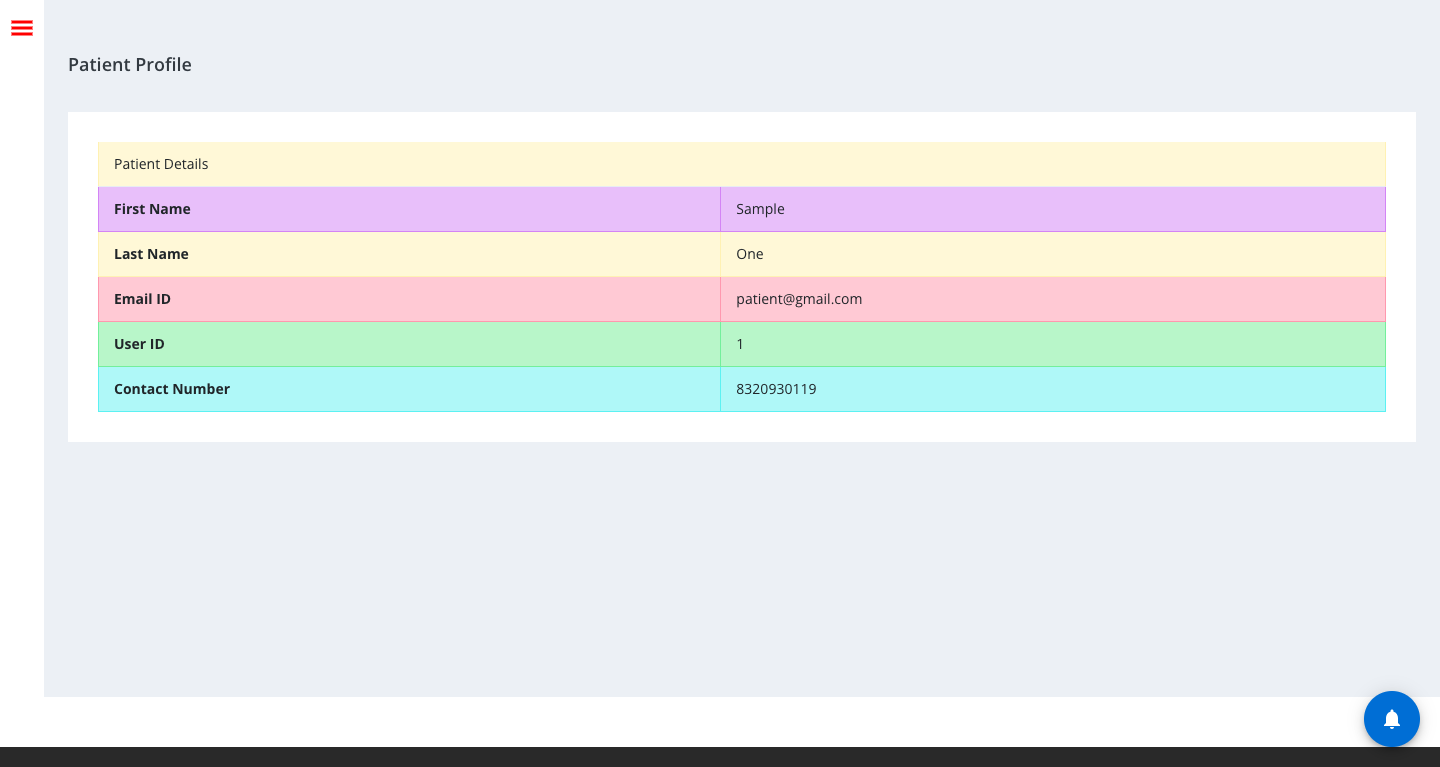 Patient Profile
Patient Details
First Name Sample
Last Name One
Email ID patient@gmail.com
User ID 1
Contact Number 8320930119